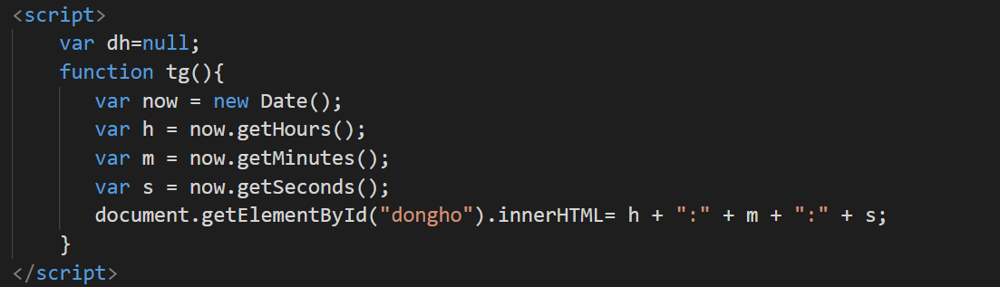 <script>
var dh=null;
function tg(){
var now = new Date();
var h = now.getHours();
var m = now.getMinutes();
var s = now.getSeconds();
document.getElementById("dongho").innerHTML= h + ":" + m + ":" + s;
}
</script>